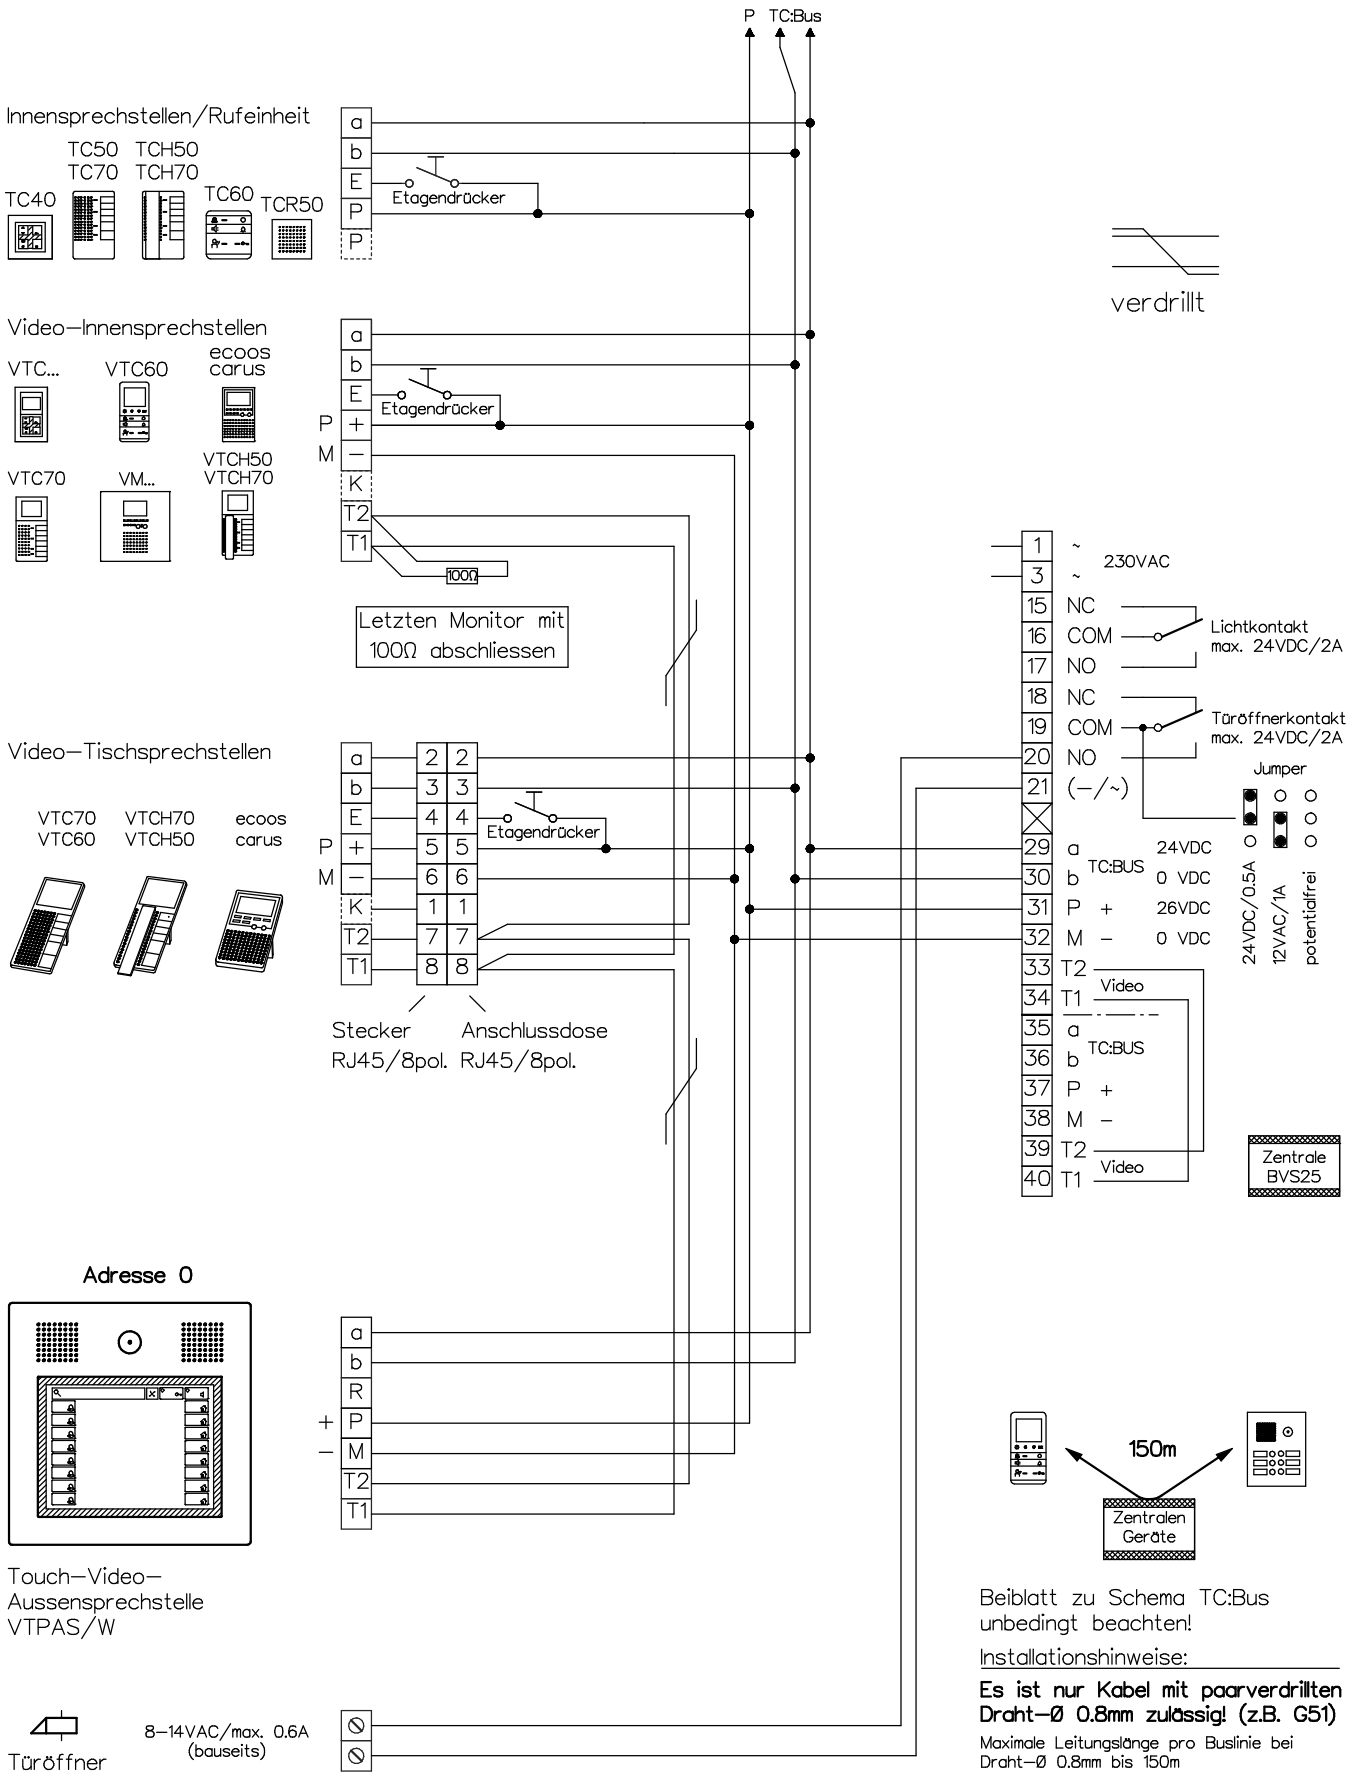 P TC:Bus
Innensprechstellen/Rufeinheit
TC50 TCH50
TC70 TCH70
TC40
TC60
TCR50
a
b
E
P
P
Etagendrücker
verdrillt
Video-Innensprechstellen
VTC...
VTC60
ecoos
carus
VTC70
VM...
VTCH50
VTCH70
a
b
E
P +
M -
K
T2
T1
Etagendrücker
100Ω
Letzten Monitor mit
100Ω abschliessen
Video-Tischsprechstellen
VTC70 VTCH70 ecoos
VTC60 VTCH50 carus
a 2 2
b 3 3
E 4 4
P + 5 5
M - 6 6
K 1 1
T2 7 7
T1 8 8
Etagendrücker
Stecker
RJ45/8pol.
Anschlussdose
RJ45/8pol.
1 ~
3 ~
230VAC
15 NC
16 COM
17 NO
Lichtkontakt
max. 24VDC/2A
18 NC
19 COM
20 NO
21 (-/~)
Türöffnerkontakt
max. 24VDC/2A
Jumper
24VDC/0.5A
12VAC/1A
potentialfrei
29 a 24VDC
TC:BUS
30 b 0 VDC
31 P + 26VDC
32 M - 0 VDC
33 T2
Video
34 T1
35 a
TC:BUS
36 b
37 P +
38 M -
39 T2
Video
40 T1
Zentrale
BVS25
Adresse 0
a
b
R
+ P
- M
T2
T1
Touch-Video-
Aussensprechstelle
VTPAS/W
Türöffner
8-14VAC/max. 0.6A
(bauseits)
150m
Zentralen
Geräte
Beiblatt zu Schema TC:Bus
unbedingt beachten!
Installationshinweise:
Es ist nur Kabel mit paarverdrillten
Draht-Ø 0.8mm zulässig! (z.B. G51)
Maximale Leitungslänge pro Buslinie bei
Draht-Ø 0.8mm bis 150m